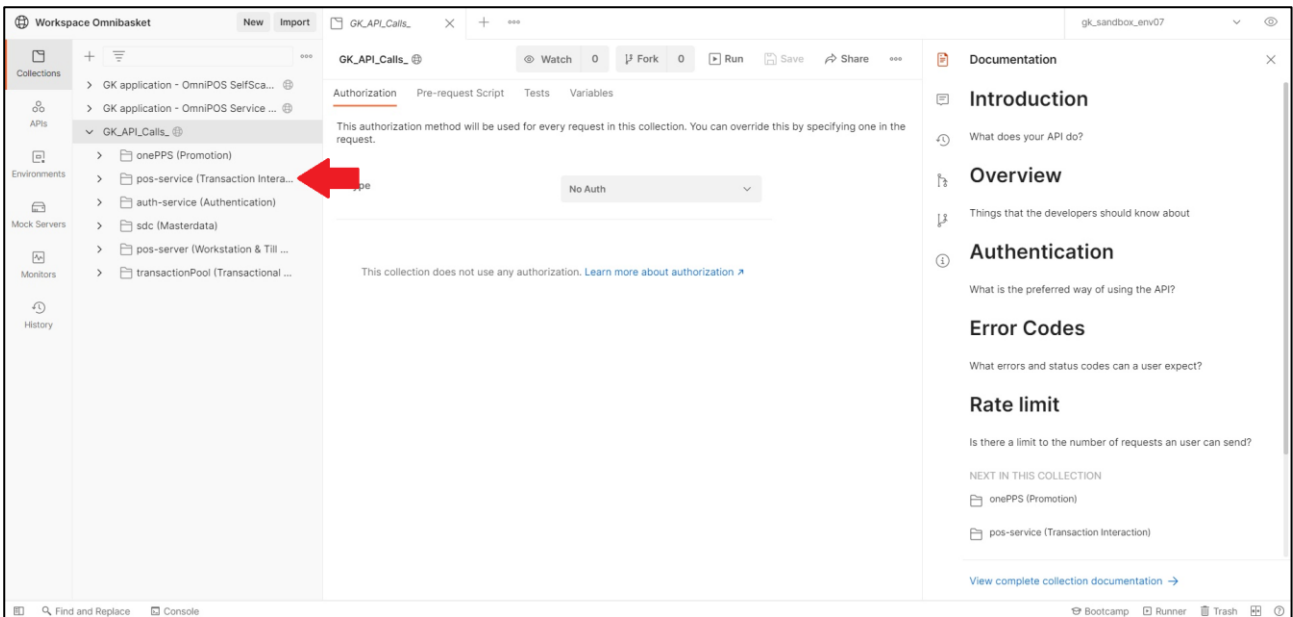 Workspace Omnibasket
New Import
GK_API_Calls_
gk_sandbox_env07
Collections
APIs
Environments
Mock Servers
Monitors
History
GK application - OmniPOS SelfSca...
GK application - OmniPOS Service ...
GK_API_Calls_
onePPS (Promotion)
pos-service (Transaction Intera...
auth-service (Authentication)
sdc (Masterdata)
pos-server (Workstation & Till ...
transactionPool (Transactional ...
GK_API_Calls_
Watch 0 Fork 0 Run Save Share
Authorization Pre-request Script Tests Variables
This authorization method will be used for every request in this collection. You can override this by specifying one in the
request.
No Auth
This collection does not use any authorization. Learn more about authorization
Documentation
Introduction
What does your API do?
Overview
Things that the developers should know about
Authentication
What is the preferred way of using the API?
Error Codes
What errors and status codes can a user expect?
Rate limit
Is there a limit to the number of requests an user can send?
NEXT IN THIS COLLECTION
onePPS (Promotion)
pos-service (Transaction Interaction)
View complete collection documentation →
Find and Replace Console
Bootcamp Runner Trash